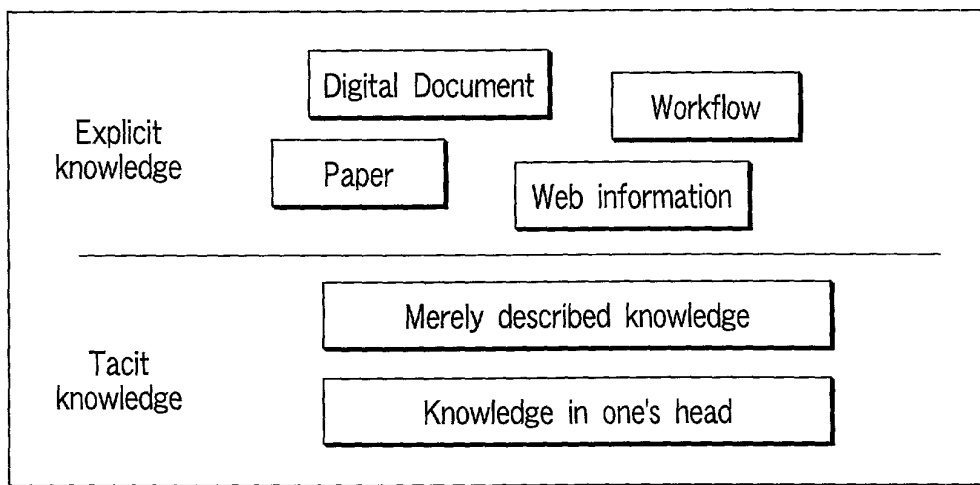 Explicit
knowledge
Digital Document
Workflow
Paper
Web information
Tacit
knowledge
Merely described knowledge
Knowledge in one's head